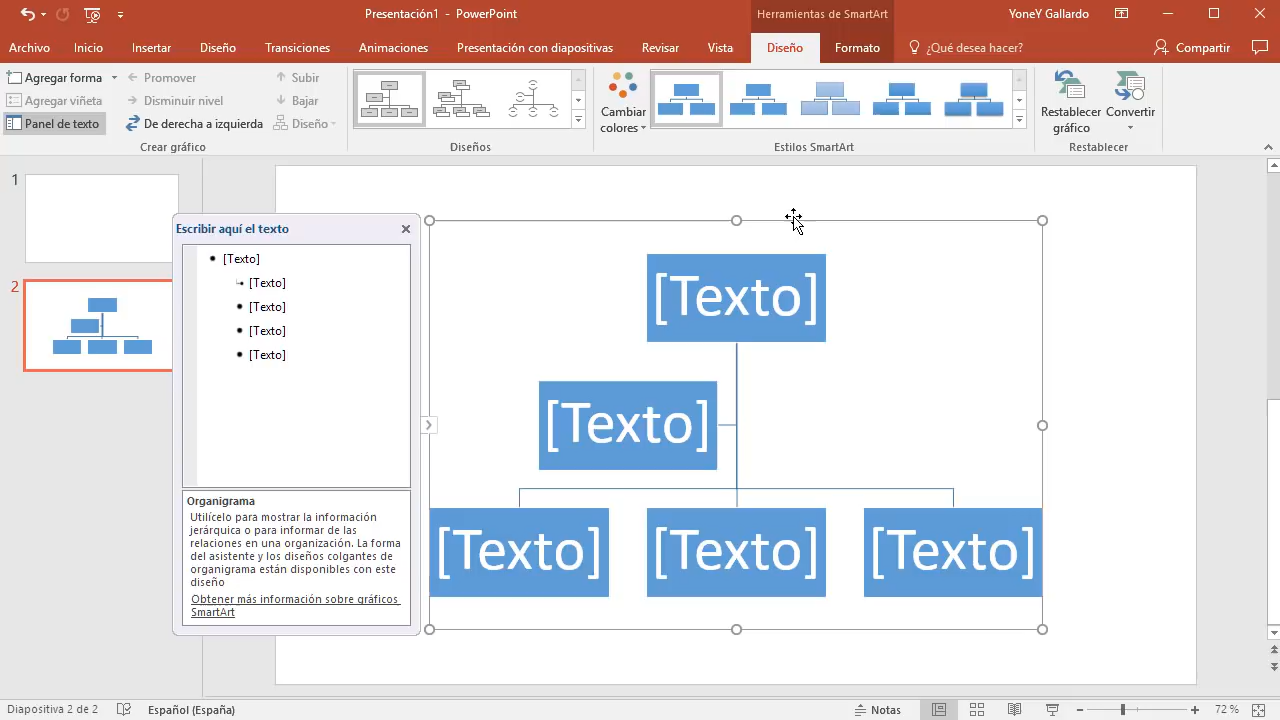 Presentación1 - PowerPoint
Herramientas de SmartArt
YoneY Gallardo
Archivo
Inicio
Insertar
Diseño
Transiciones
Animaciones
Presentación con diapositivas
Revisar
Vista
Diseño
Formato
¿Qué desea hacer?
Compartir
Agregar forma
Promover
Subir
Agregar viñeta
Disminuir nivel
Bajar
Panel de texto
De derecha a izquierda
Diseño
Crear gráfico
Diseños
Cambiar
colores
Estilos SmartArt
Restablecer
gráfico
Convertir
Restablecer
1
2
Escribir aquí el texto
[Texto]
[Texto]
[Texto]
[Texto]
[Texto]
Organigrama
Utilícelo para mostrar la información
jerárquica o para informar de las
relaciones en una organización. La forma
del asistente y los diseños colgantes de
organigrama están disponibles con este
diseño
Obtener más información sobre gráficos
SmartArt
[Texto]
[Texto]
[Texto]
[Texto]
[Texto]
Diapositiva 2 de 2
Español (España)
Notas
72 %